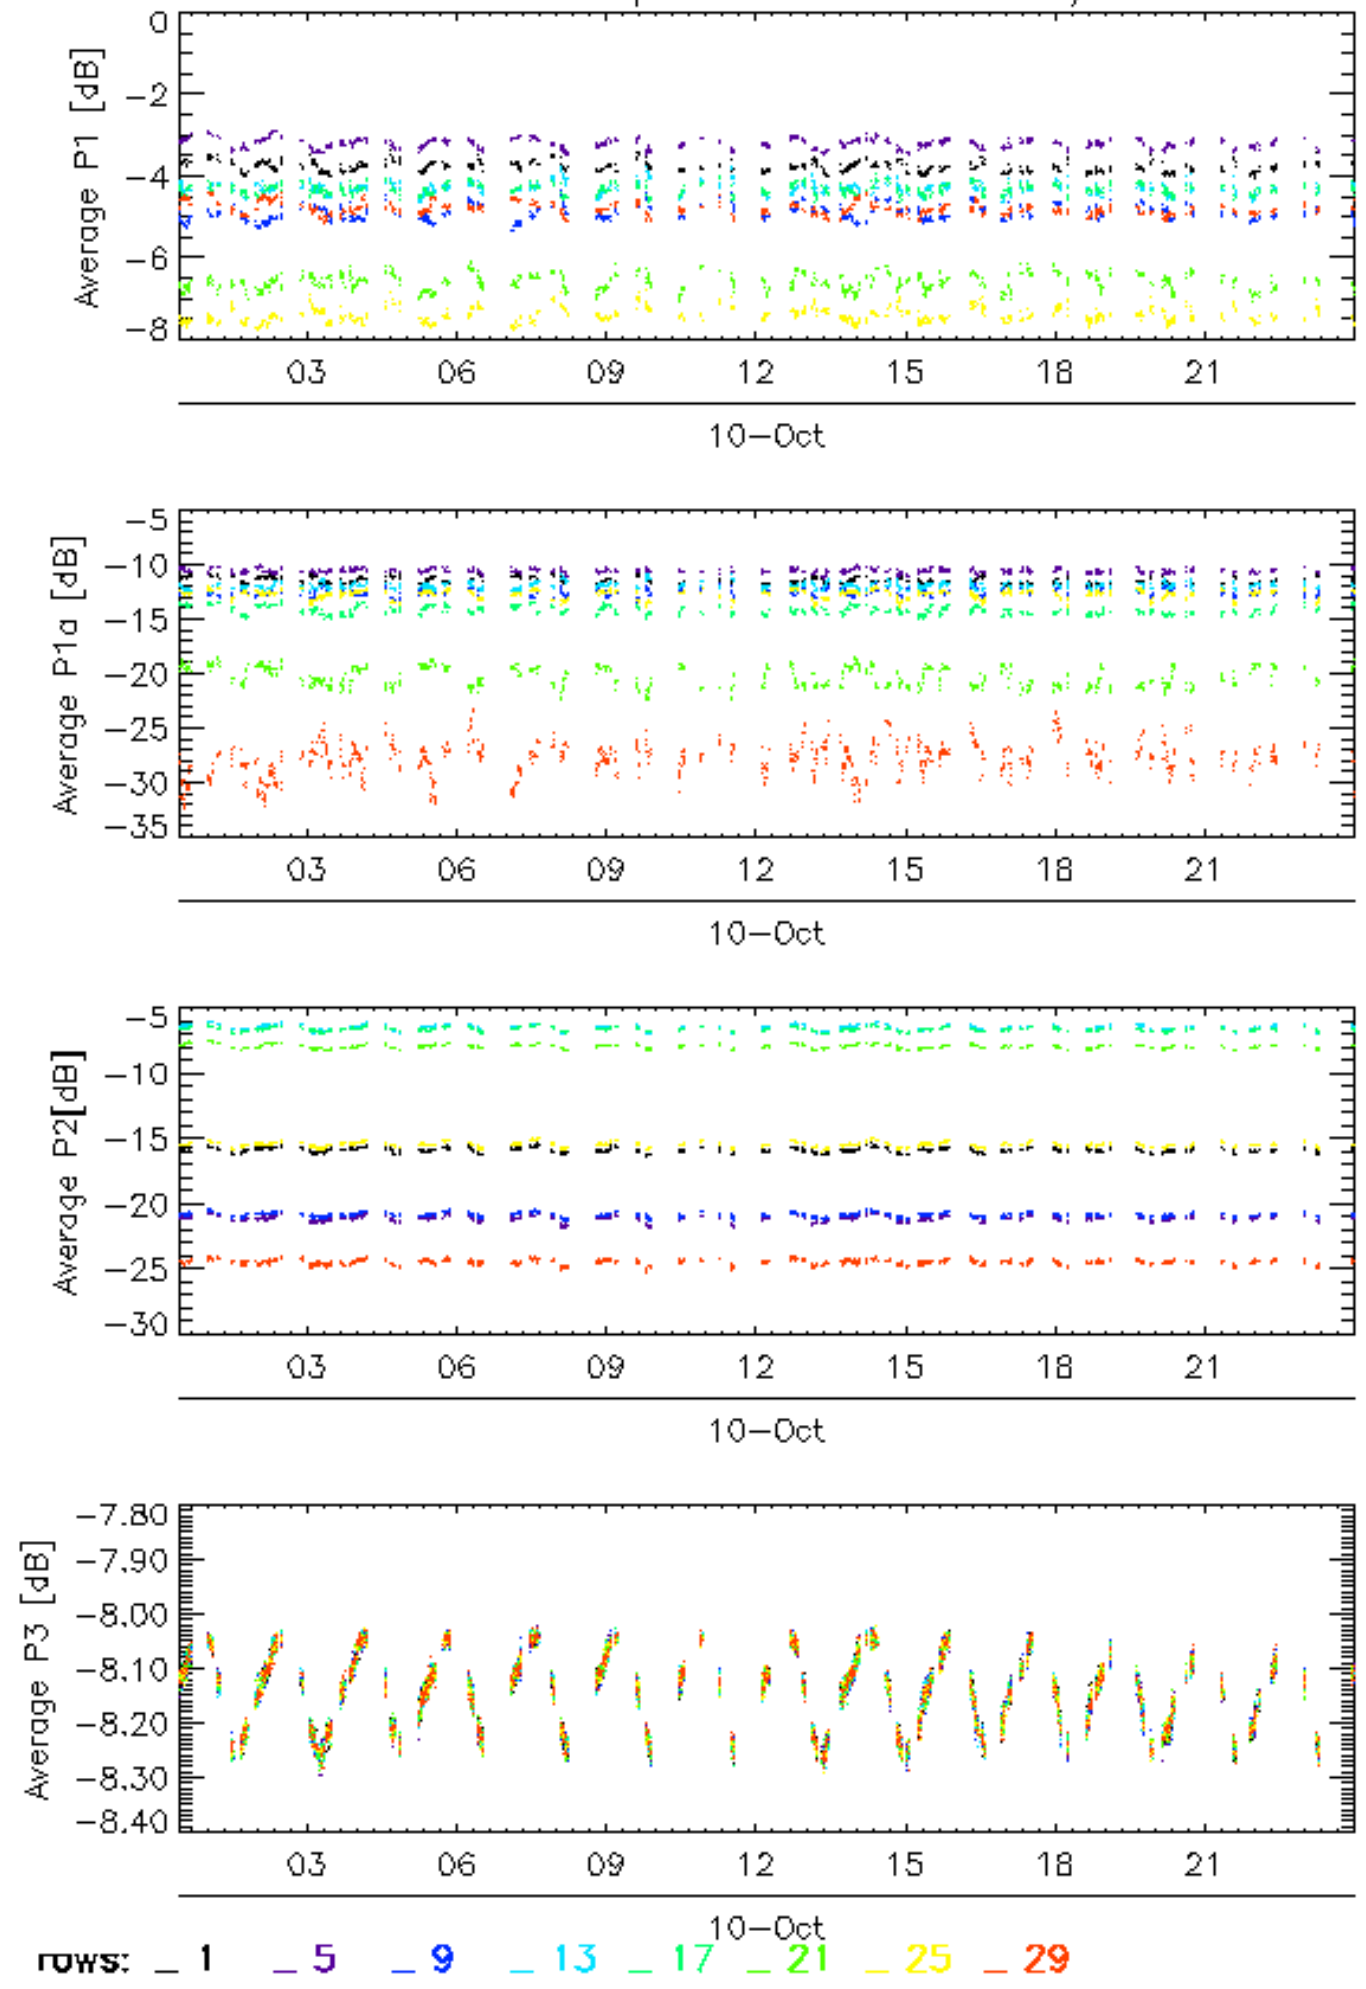 0
−2
−4
−6
−8
Average P1 [dB]
03 06 09 12 15 18 21
10−Oct
−5
−10
−15
−20
−25
−30
−35
Average P1a [dB]
03 06 09 12 15 18 21
10−Oct
−5
−10
−15
−20
−25
−30
Average P2[dB]
03 06 09 12 15 18 21
10−Oct
−7.80
−7.90
−8.00
−8.10
−8.20
−8.30
−8.40
Average P3 [dB]
03 06 09 12 15 18 21
10−Oct
rows: _ 1 _ 5 _ 9 _ 13 _ 17 _ 21 _ 25 _ 29